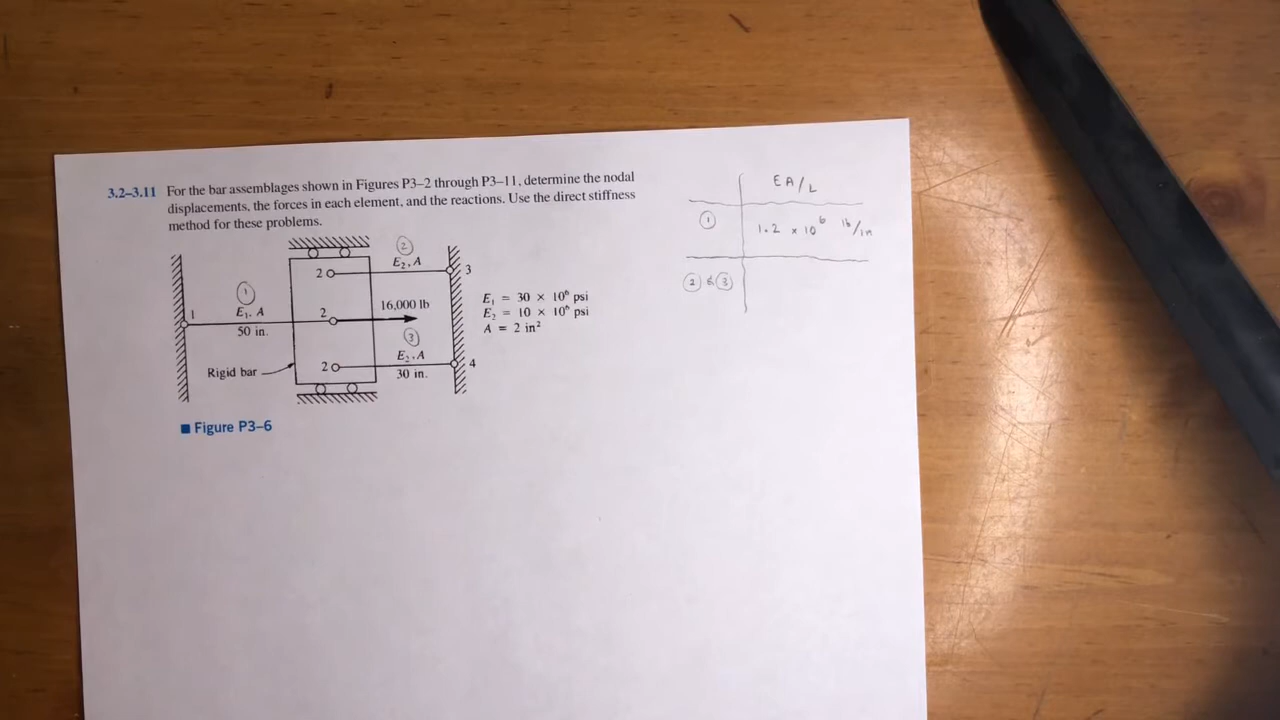 3.2–3.11 For the bar assemblages shown in Figures P3–2 through P3–11, determine the nodal
displacements, the forces in each element, and the reactions. Use the direct stiffness
method for these problems.
②
E₂, A
2
3
①
1
E₁, A
50 in.
2
16,000 lb
③
E₂, A
2
30 in.
4
Rigid bar
E₁ = 30 × 10⁶ psi
E₂ = 10 × 10⁶ psi
A = 2 in²
■ Figure P3–6
EA/L
① 1.2 × 10⁶ lb/in
② & ③